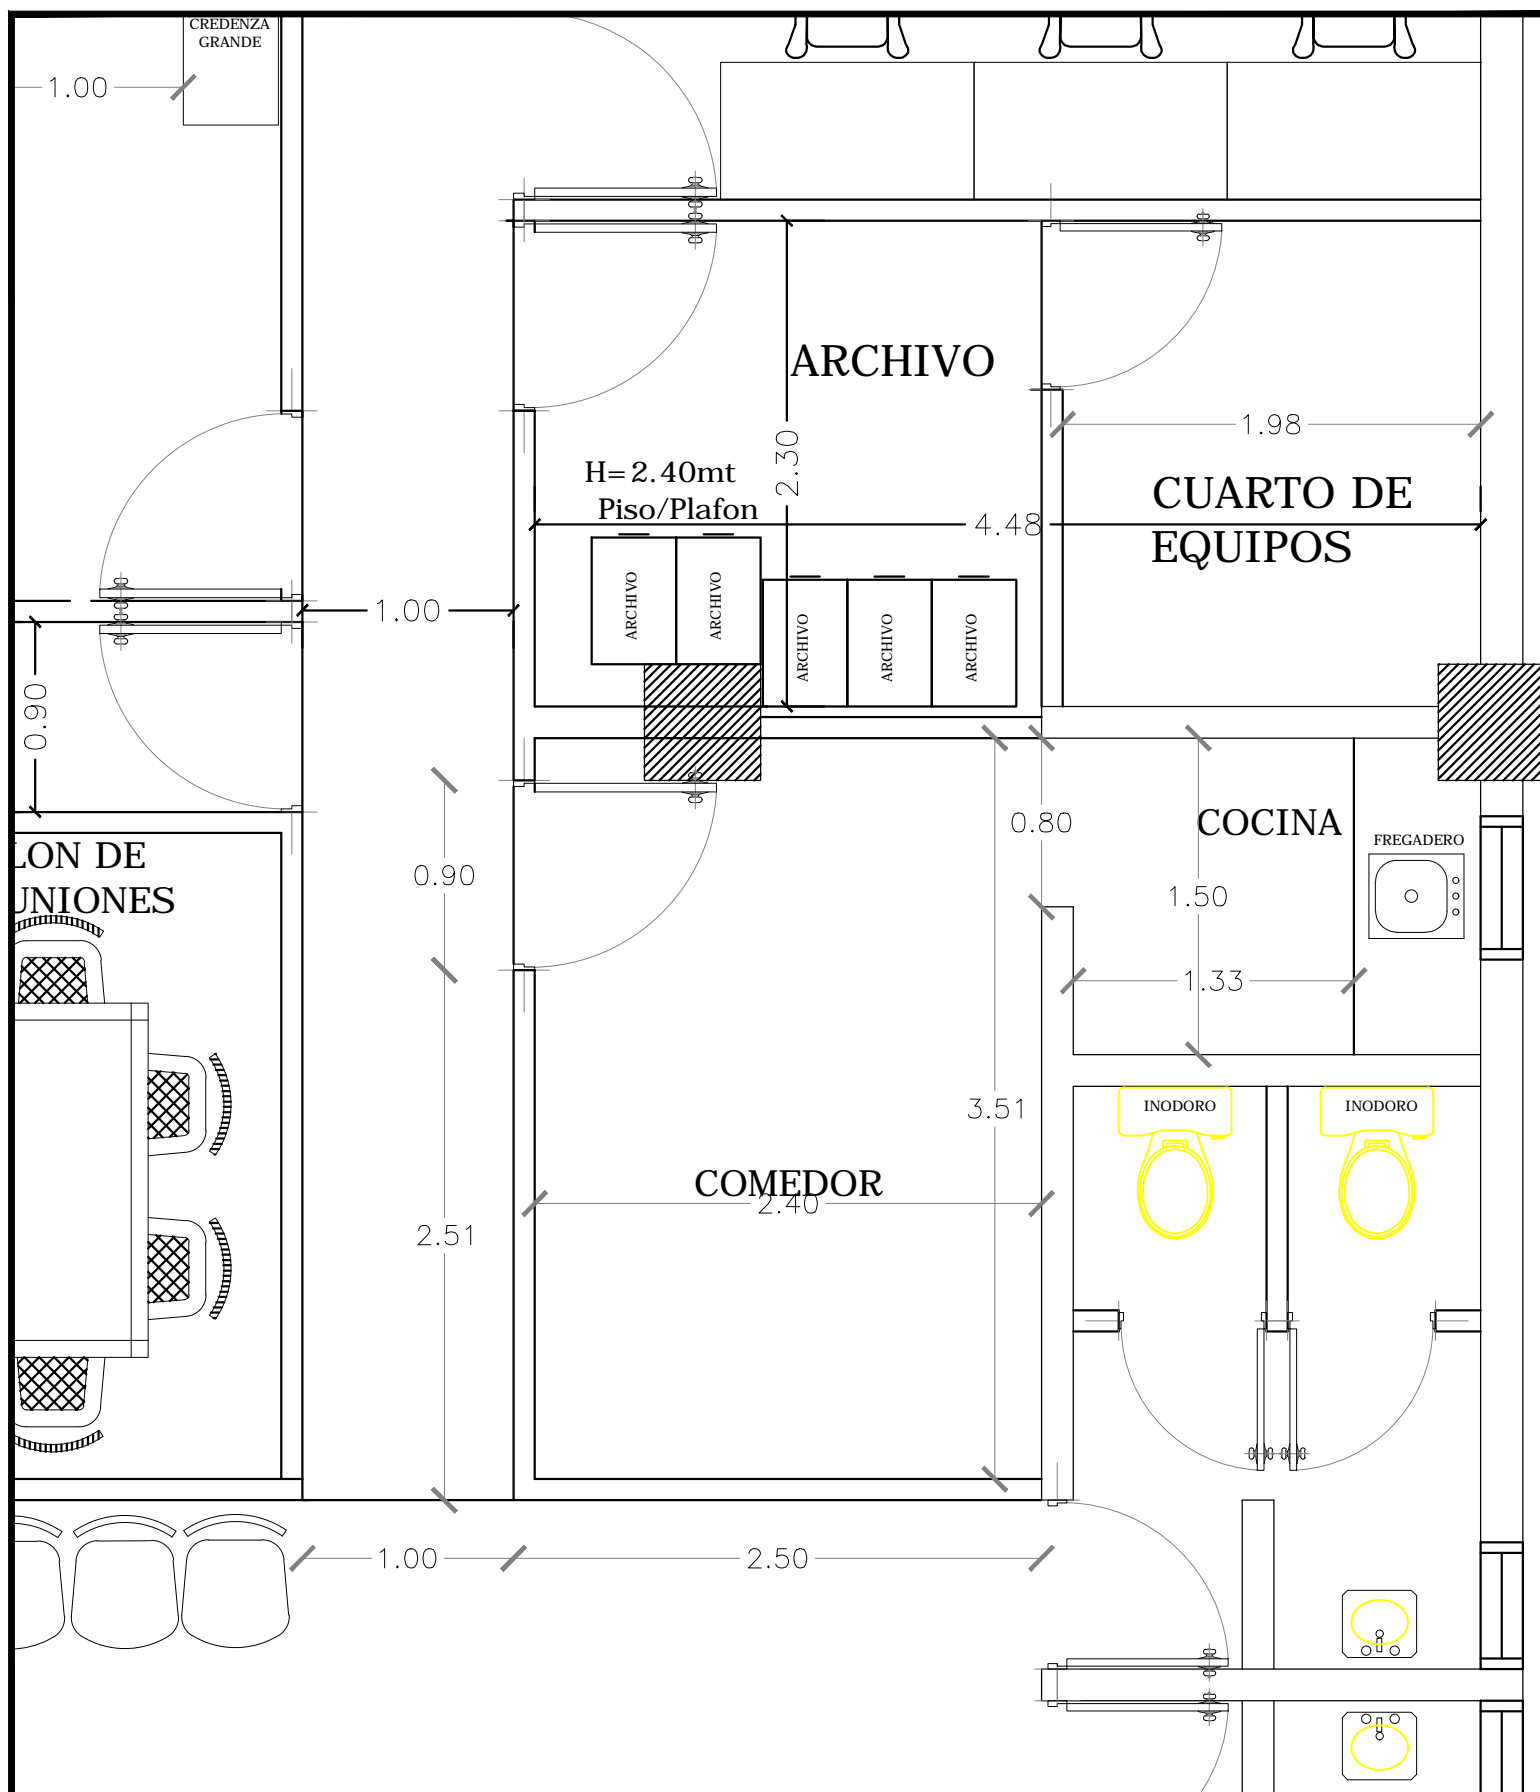 CREDENZA
GRANDE
1.00
ARCHIVO
1.98
2.30
H=2.40mt
Piso/Plafon
CUARTO DE
EQUIPOS
4.48
ARCHIVO
ARCHIVO
ARCHIVO
ARCHIVO
ARCHIVO
1.00
0.90
0.80
COCINA
FREGADERO
LON DE
UNIONES
0.90
1.50
1.33
3.51
INODORO
INODORO
COMEDOR
2.40
2.51
1.00
2.50